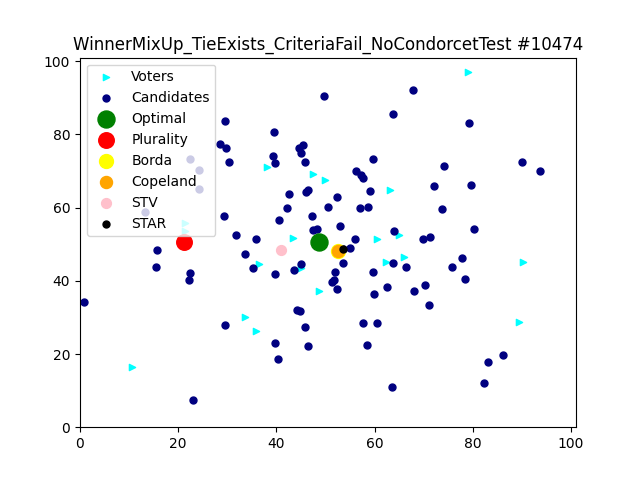 WinnerMixUp_TieExists_CriteriaFail_NoCondorcetTest #10474
100
80
60
40
20
0
Voters
Candidates
Optimal
Plurality
Borda
Copeland
STV
STAR
0 20 40 60 80 100